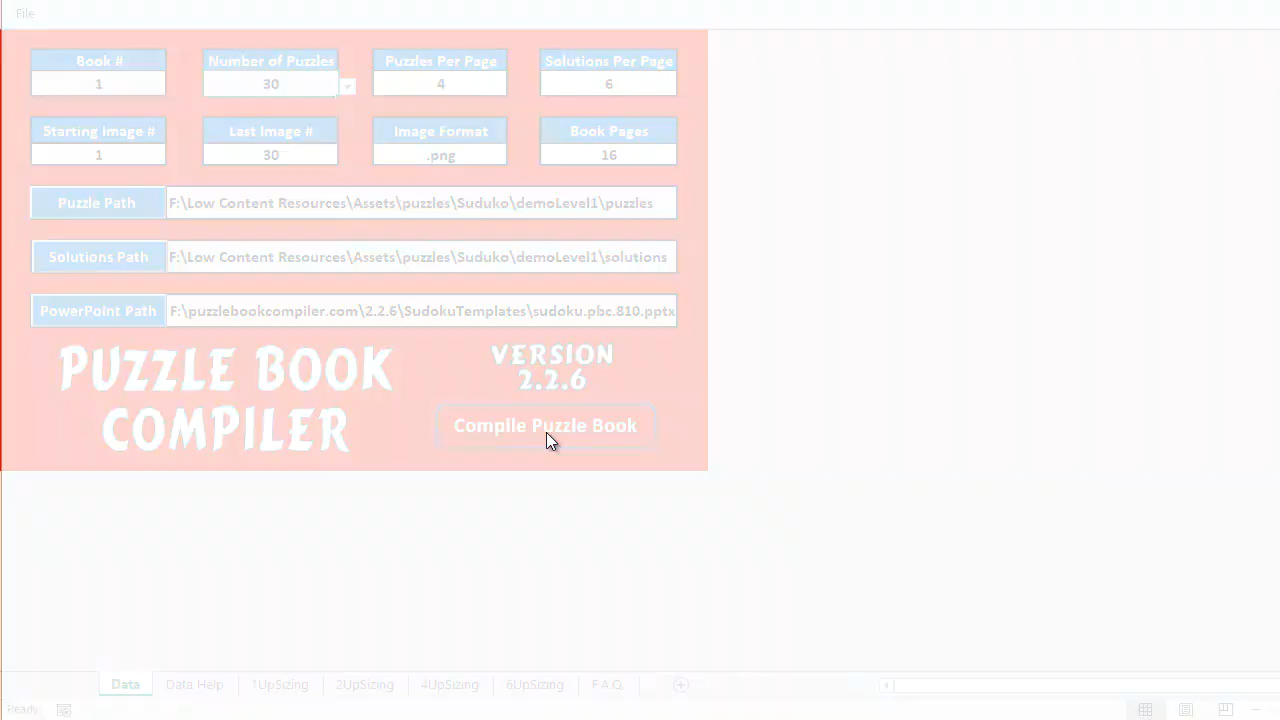 File
Book # Number of Puzzles Puzzles Per Page Solutions Per Page
1 30 4 6
Starting Image # Last Image # Image Format Book Pages
1 30 .png 16
Puzzle Path F:\Low Content Resources\Assets\puzzles\Suduko\demoLevel1\puzzles
Solutions Path F:\Low Content Resources\Assets\puzzles\Suduko\demoLevel1\solutions
PowerPoint Path F:\puzzlebookcompiler.com\2.2.6\SudokuTemplates\sudoku.pbc.810.pptx
PUZZLE BOOK
COMPILER
VERSION
2.2.6
Compile Puzzle Book
Data Data Help 1UpSizing 2UpSizing 4UpSizing 6UpSizing F.A.Q.
Ready